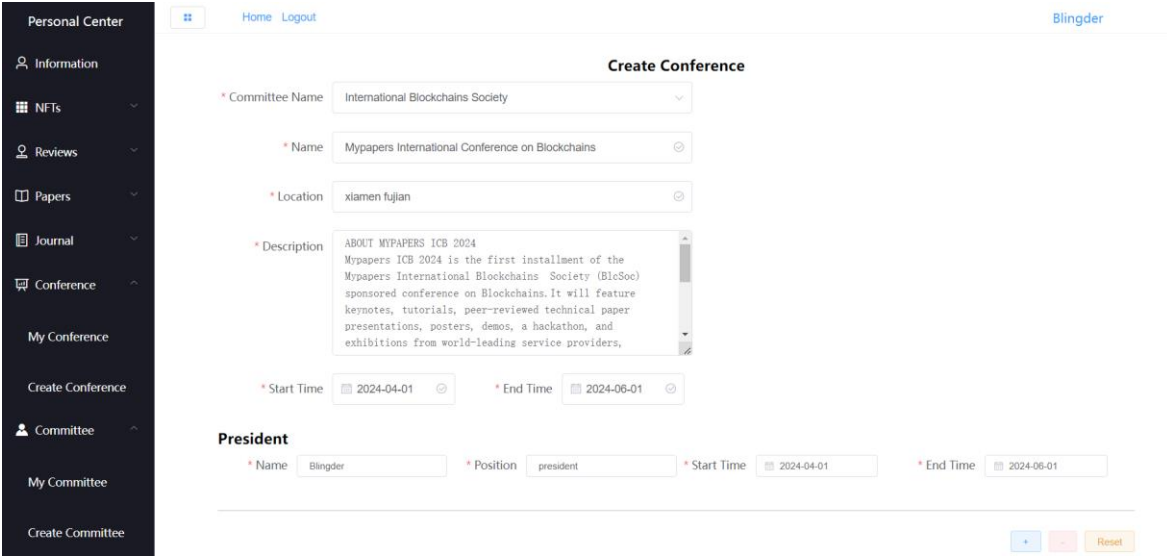 Personal Center
Home Logout
Blingder
Information
NFTs
Reviews
Papers
Journal
Conference
My Conference
Create Conference
Committee
My Committee
Create Committee
Create Conference
* Committee Name International Blockchains Society
* Name Mypapers International Conference on Blockchains
* Location xiamen fujian
* Description ABOUT MYPAPERS ICB 2024
Mypapers ICB 2024 is the first installment of the
Mypapers International Blockchains Society (BlcSoc)
sponsored conference on Blockchains.It will feature
keynotes, tutorials, peer-reviewed technical paper
presentations, posters, demos, a hackathon, and
exhibitions from world-leading service providers,
* Start Time 2024-04-01 * End Time 2024-06-01
President
* Name Blingder * Position president * Start Time 2024-04-01 * End Time 2024-06-01
+ - Reset